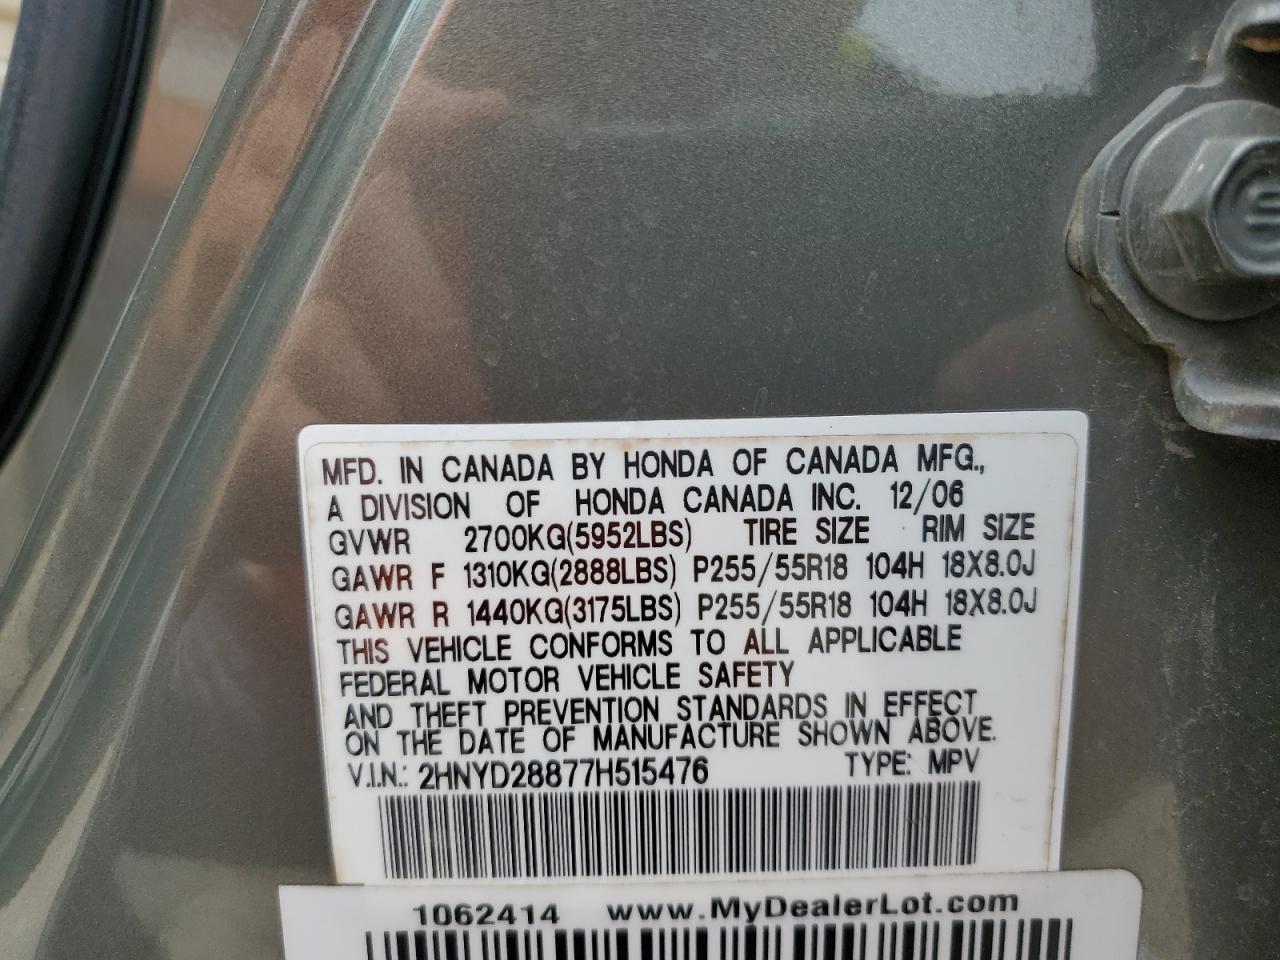 MFD. IN CANADA BY HONDA OF CANADA MFG.,
A DIVISION OF HONDA CANADA INC. 12/06
GVWR 2700KG(5952LBS) TIRE SIZE RIM SIZE
GAWR F 1310KG(2888LBS) P255/55R18 104H 18X8.0J
GAWR R 1440KG(3175LBS) P255/55R18 104H 18X8.0J
THIS VEHICLE CONFORMS TO ALL APPLICABLE
FEDERAL MOTOR VEHICLE SAFETY
AND THEFT PREVENTION STANDARDS IN EFFECT
ON THE DATE OF MANUFACTURE SHOWN ABOVE.
V.I.N.: 2HNYD28877H515476 TYPE: MPV
1062414 www.MyDealerLot.com